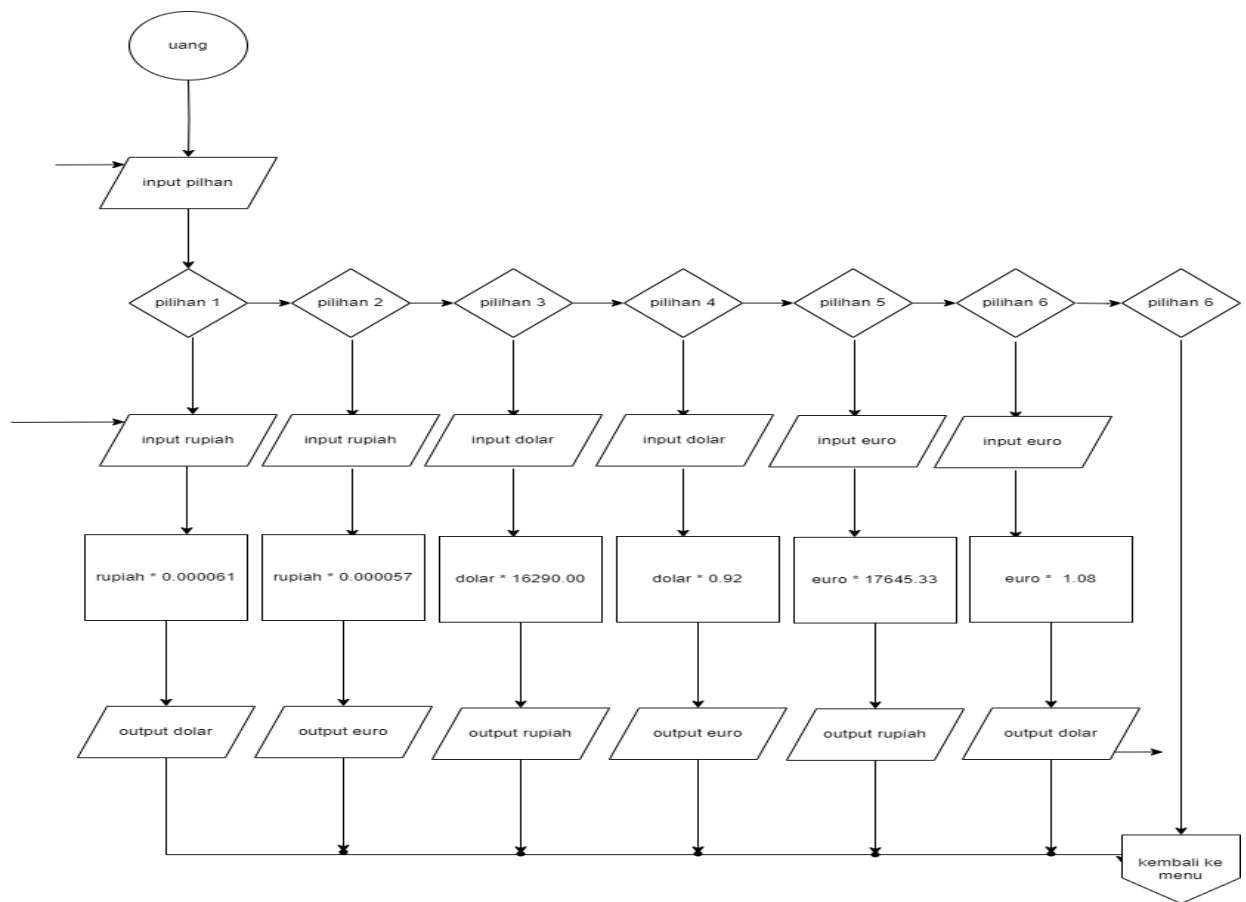 uang
input pilhan
pilihan 1
pilihan 2
pilihan 3
pilihan 4
pilihan 5
pilihan 6
pilihan 6
input rupiah
input rupiah
input dolar
input dolar
input euro
input euro
rupiah * 0.000061
rupiah * 0.000057
dolar * 16290.00
dolar * 0.92
euro * 17645.33
euro * 1.08
output dolar
output euro
output rupiah
output euro
output rupiah
output dolar
kembali ke
menu